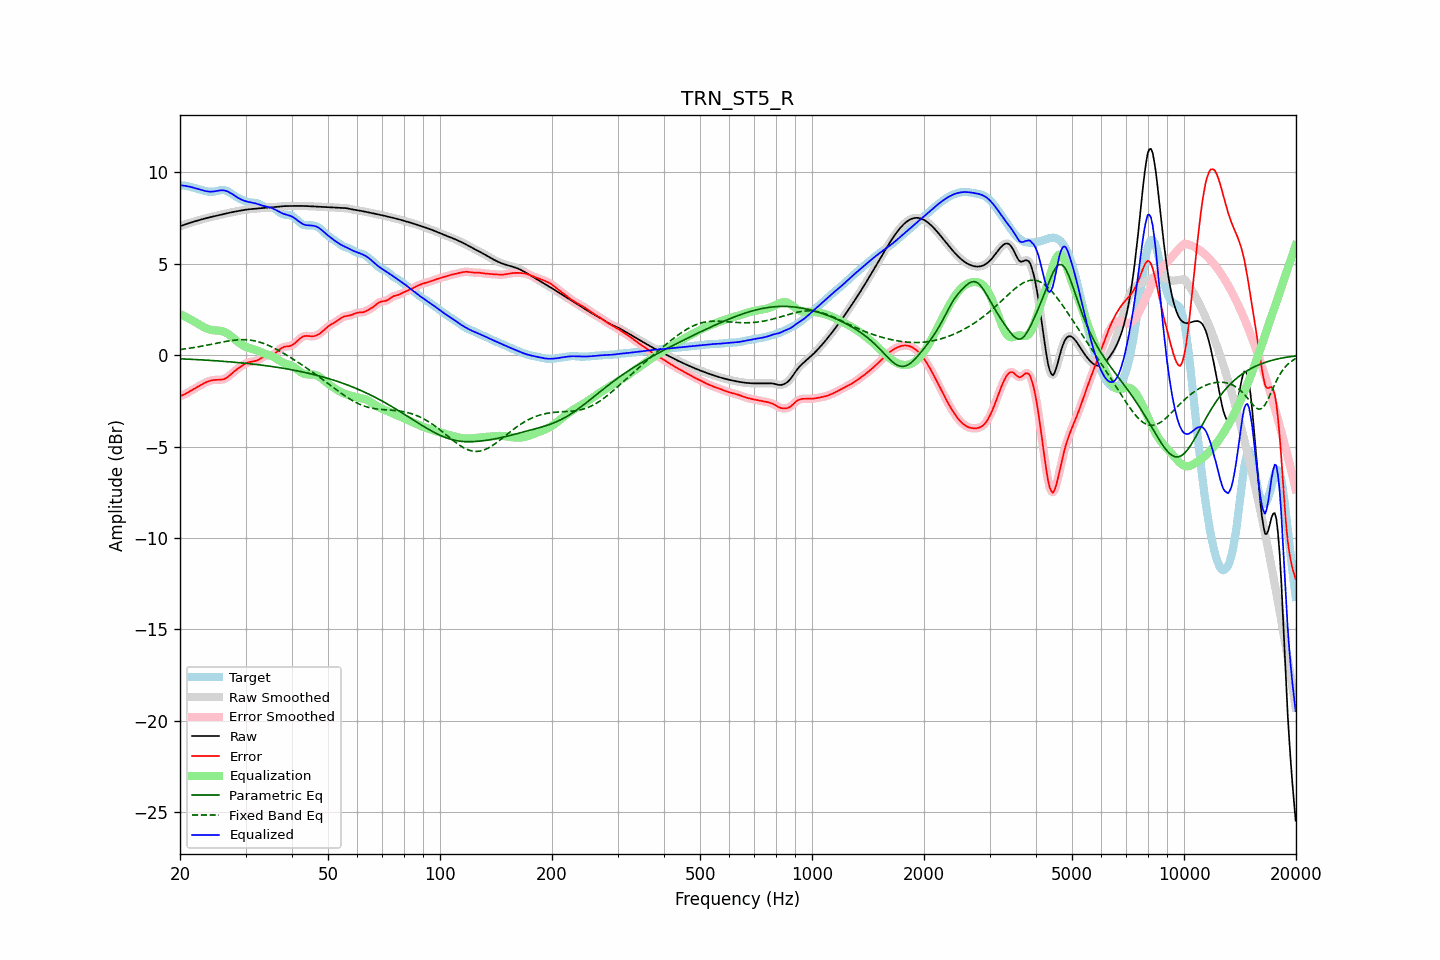 TRN_ST5_R
Amplitude (dBr)
10
5
0
−5
−10
−15
−20
−25
Target
Raw Smoothed
Error Smoothed
Raw
Error
Equalization
Parametric Eq
Fixed Band Eq
Equalized
20 50 100 200 500 1000 2000 5000 10000 20000
Frequency (Hz)